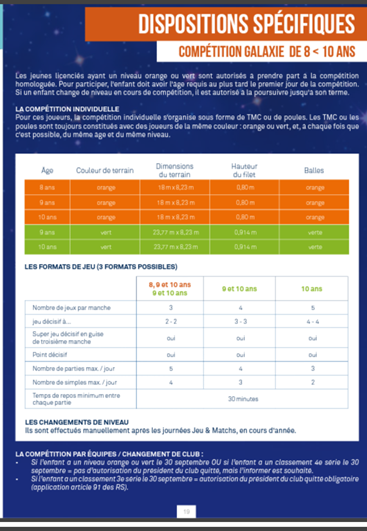 DISPOSITIONS SPÉCIFIQUES
COMPÉTITION GALAXIE DE 8 < 10 ANS
Les jeunes licenciés ayant un niveau orange ou vert sont autorisés à prendre part à la compétition
homologuée. Pour participer, l'enfant doit avoir l'âge requis au plus tard le premier jour de la compétition.
Si un enfant change de niveau en cours de compétition, il est autorisé à la poursuivre jusqu'à son terme.
LA COMPÉTITION INDIVIDUELLE
Pour ces joueurs, la compétition individuelle s'organise sous forme de TMC ou de poules. Les TMC ou les
poules sont toujours constitués avec des joueurs de la même couleur : orange ou vert, et, à chaque fois que
c'est possible, du même âge et du même niveau.
Âge Couleur de terrain Dimensions du terrain Hauteur du filet Balles
8 ans orange 18 m x 8,23 m 0,80 m orange
9 ans orange 18 m x 8,23 m 0,80 m orange
10 ans orange 18 m x 8,23 m 0,80 m orange
9 ans vert 23,77 m x 8,23 m 0,914 m verte
10 ans vert 23,77 m x 8,23 m 0,914 m verte
LES FORMATS DE JEU (3 FORMATS POSSIBLES)
8, 9 et 10 ans
9 et 10 ans 9 et 10 ans 10 ans
Nombre de jeux par manche 3 4 5
jeu décisif à... 2 - 2 3 - 3 4 - 4
Super jeu décisif en guise
de troisième manche oui oui oui
Point décisif oui oui oui
Nombre de parties max. / jour 5 4 3
Nombre de simples max. / jour 4 3 2
Temps de repos minimum entre
chaque partie 30 minutes
LES CHANGEMENTS DE NIVEAU
Ils sont effectués manuellement après les journées Jeu & Matchs, en cours d'année.
LA COMPÉTITION PAR ÉQUIPES / CHANGEMENT DE CLUB :
• Si l'enfant a un niveau orange ou vert le 30 septembre OU si l'enfant a un classement 4e série le 30
septembre = pas d'autorisation du président du club quitté, mais l'informer est souhaité.
• Si l'enfant a un classement 3e série le 30 septembre = autorisation du président du club quitté obligatoire
(application article 91 des RS).
19